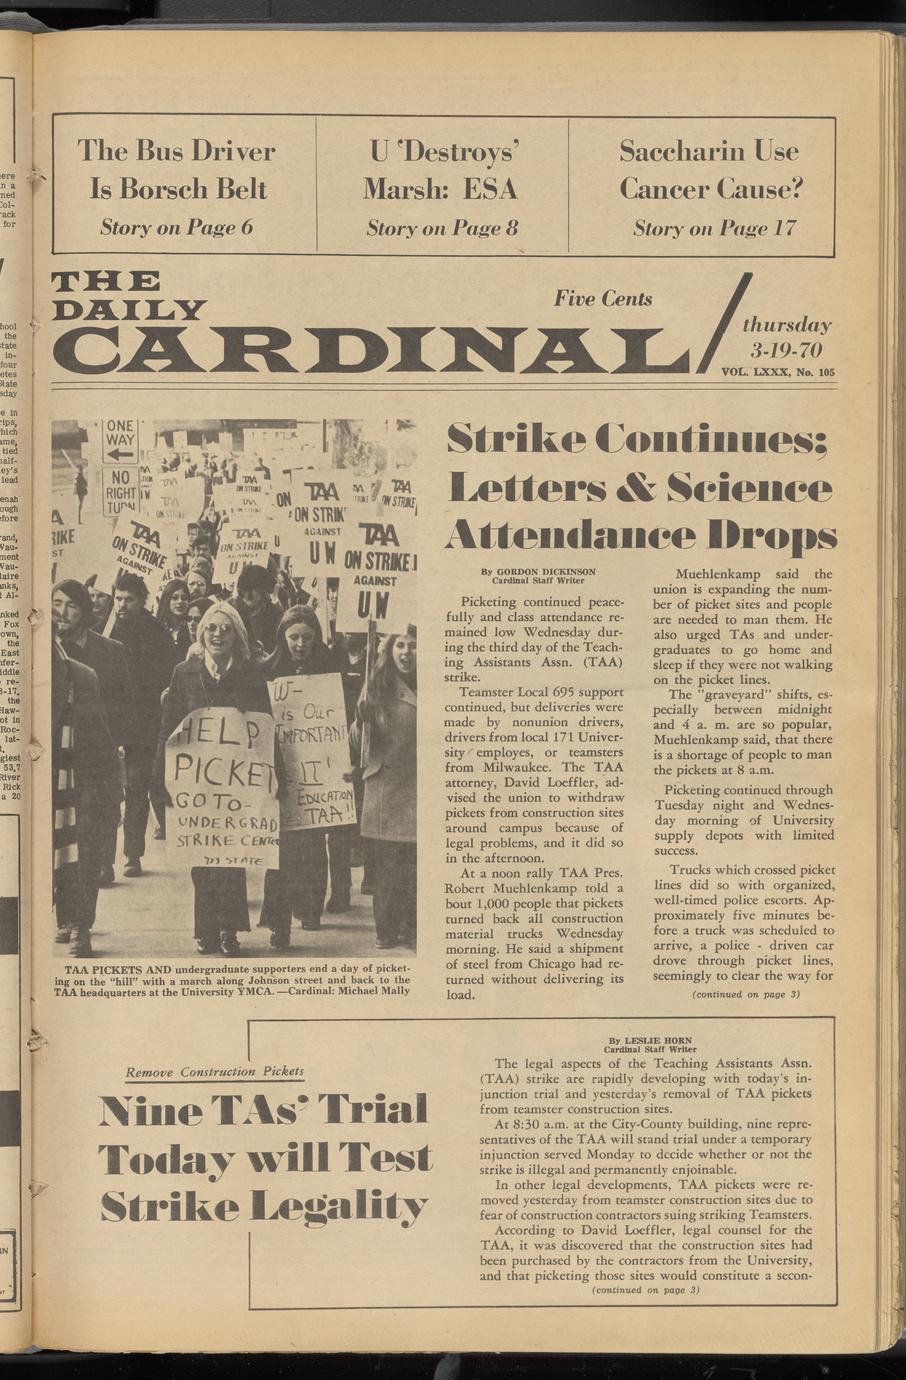 The Bus Driver
Is Borsch Belt
Story on Page 6
U 'Destroys'
Marsh: ESA
Story on Page 8
Saccharin Use
Cancer Cause?
Story on Page 17
THE
DAILY
CARDINAL
Five Cents
thursday
3-19-70
VOL. LXXX, No. 105
ONE
WAY
NO
RIGHT
TURN
TAA
ON STRIKE
AGAINST
TAA
ON STRIK
AGAINST
U W
TAA
ON STRIKE
TAA
ON STRIKE
AGAINST
UW
HELP
PICKET
GO TO-
UNDERGRAD
STRIKE CENTE
STATE
W-
is Our
IMPORTANT
IT'
EDUCATION
TAA!!
TAA PICKETS AND undergraduate supporters end a day of picket-
ing on the "hill" with a march along Johnson street and back to the
TAA headquarters at the University YMCA. —Cardinal: Michael Mally
Strike Continues;
Letters & Science
Attendance Drops
By GORDON DICKINSON
Cardinal Staff Writer
Picketing continued peace-
fully and class attendance re-
mained low Wednesday dur-
ing the third day of the Teach-
ing Assistants Assn. (TAA)
strike.
Teamster Local 695 support
continued, but deliveries were
made by nonunion drivers,
drivers from local 171 Univer-
sity employes, or teamsters
from Milwaukee. The TAA
attorney, David Loeffler, ad-
vised the union to withdraw
pickets from construction sites
around campus because of
legal problems, and it did so
in the afternoon.
At a noon rally TAA Pres.
Robert Muehlenkamp told a
bout 1,000 people that pickets
turned back all construction
material trucks Wednesday
morning. He said a shipment
of steel from Chicago had re-
turned without delivering its
load.
Muehlenkamp said the
union is expanding the num-
ber of picket sites and people
are needed to man them. He
also urged TAs and under-
graduates to go home and
sleep if they were not walking
on the picket lines.
The "graveyard" shifts, es-
pecially between midnight
and 4 a. m. are so popular,
Muehlenkamp said, that there
is a shortage of people to man
the pickets at 8 a.m.
Picketing continued through
Tuesday night and Wednes-
day morning of University
supply depots with limited
success.
Trucks which crossed picket
lines did so with organized,
well-timed police escorts. Ap-
proximately five minutes be-
fore a truck was scheduled to
arrive, a police - driven car
drove through picket lines,
seemingly to clear the way for
(continued on page 3)
Remove Construction Pickets
Nine TAs' Trial
Today will Test
Strike Legality
By LESLIE HORN
Cardinal Staff Writer
The legal aspects of the Teaching Assistants Assn.
(TAA) strike are rapidly developing with today's in-
junction trial and yesterday's removal of TAA pickets
from teamster construction sites.
At 8:30 a.m. at the City-County building, nine repre-
sentatives of the TAA will stand trial under a temporary
injunction served Monday to decide whether or not the
strike is illegal and permanently enjoinable.
In other legal developments, TAA pickets were re-
moved yesterday from teamster construction sites due to
fear of construction contractors suing striking Teamsters.
According to David Loeffler, legal counsel for the
TAA, it was discovered that the construction sites had
been purchased by the contractors from the University,
and that picketing those sites would constitute a secon-
(continued on page 3)